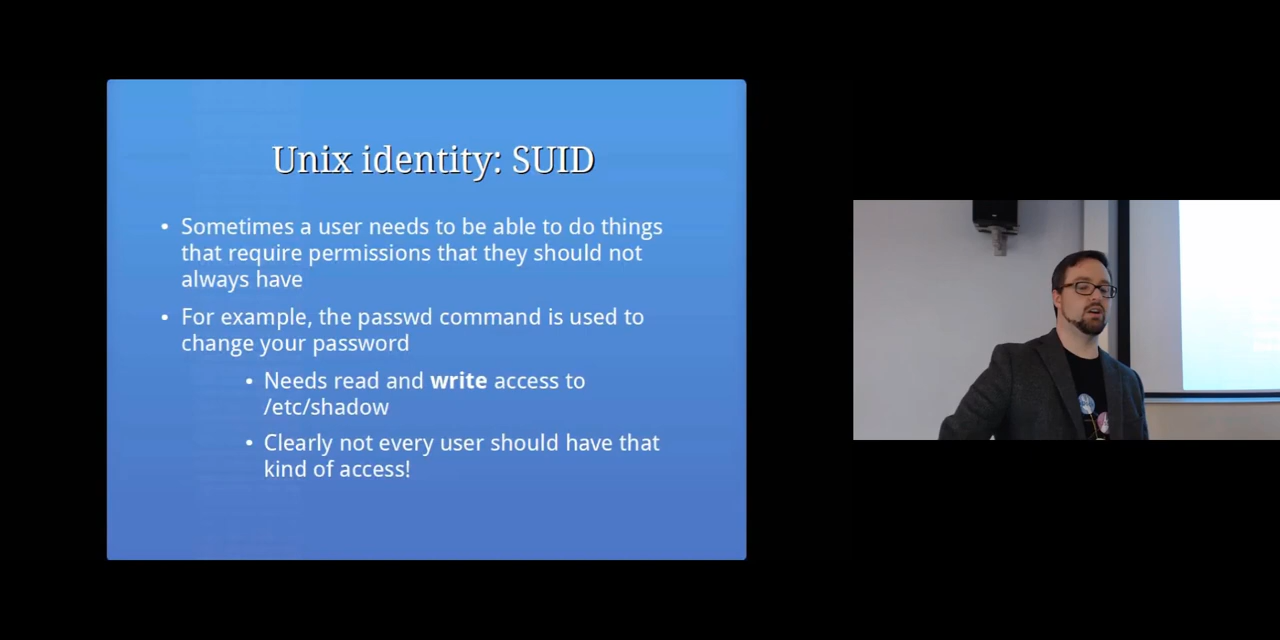 Unix identity: SUID
• Sometimes a user needs to be able to do things
that require permissions that they should not
always have
• For example, the passwd command is used to
change your password
• Needs read and write access to
/etc/shadow
• Clearly not every user should have that
kind of access!